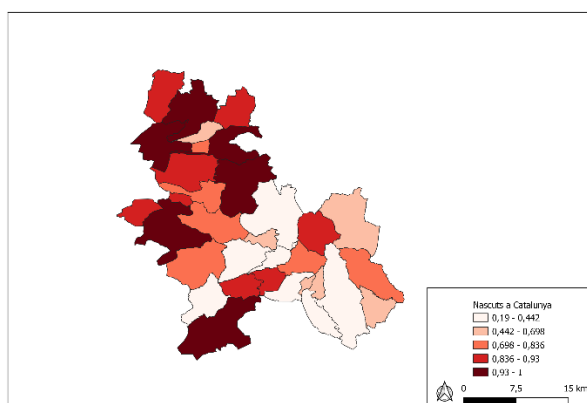 Nascuts a Catalunya
0,19 - 0,442
0,442 - 0,698
0,698 - 0,836
0,836 - 0,93
0,93 - 1
0 7,5 15 km